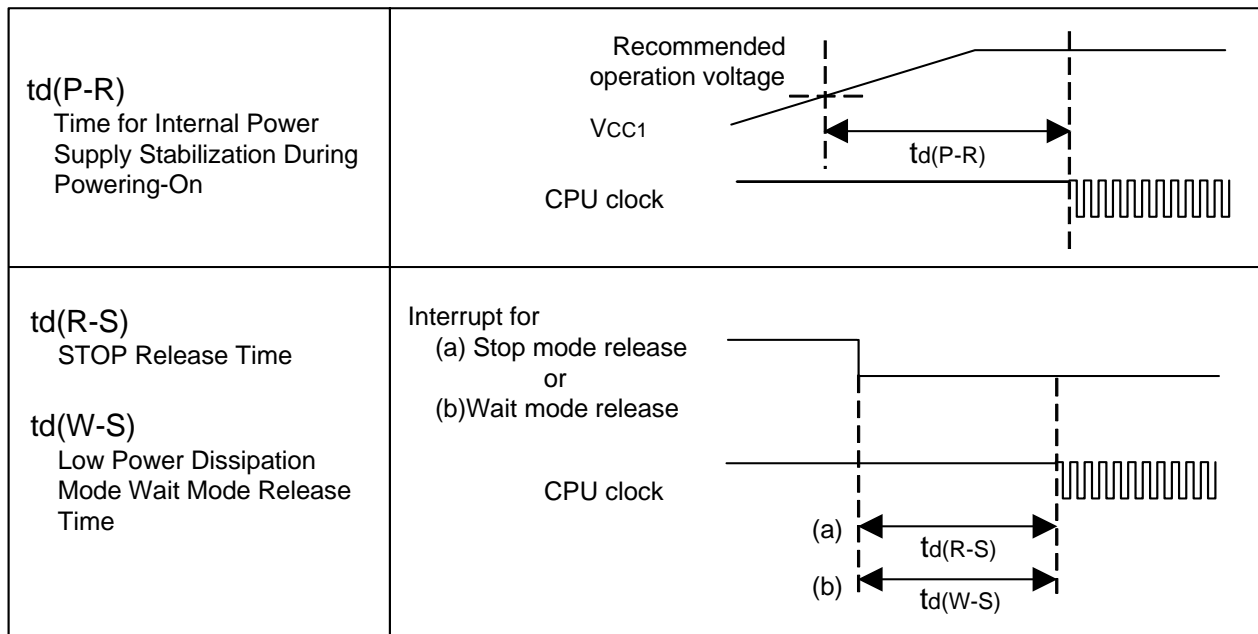 td(P-R)
Time for Internal Power
Supply Stabilization During
Powering-On
Recommended
operation voltage
VCC1
td(P-R)
CPU clock
td(R-S)
STOP Release Time
td(W-S)
Low Power Dissipation
Mode Wait Mode Release
Time
Interrupt for
(a) Stop mode release
or
(b)Wait mode release
CPU clock
(a)
td(R-S)
(b)
td(W-S)